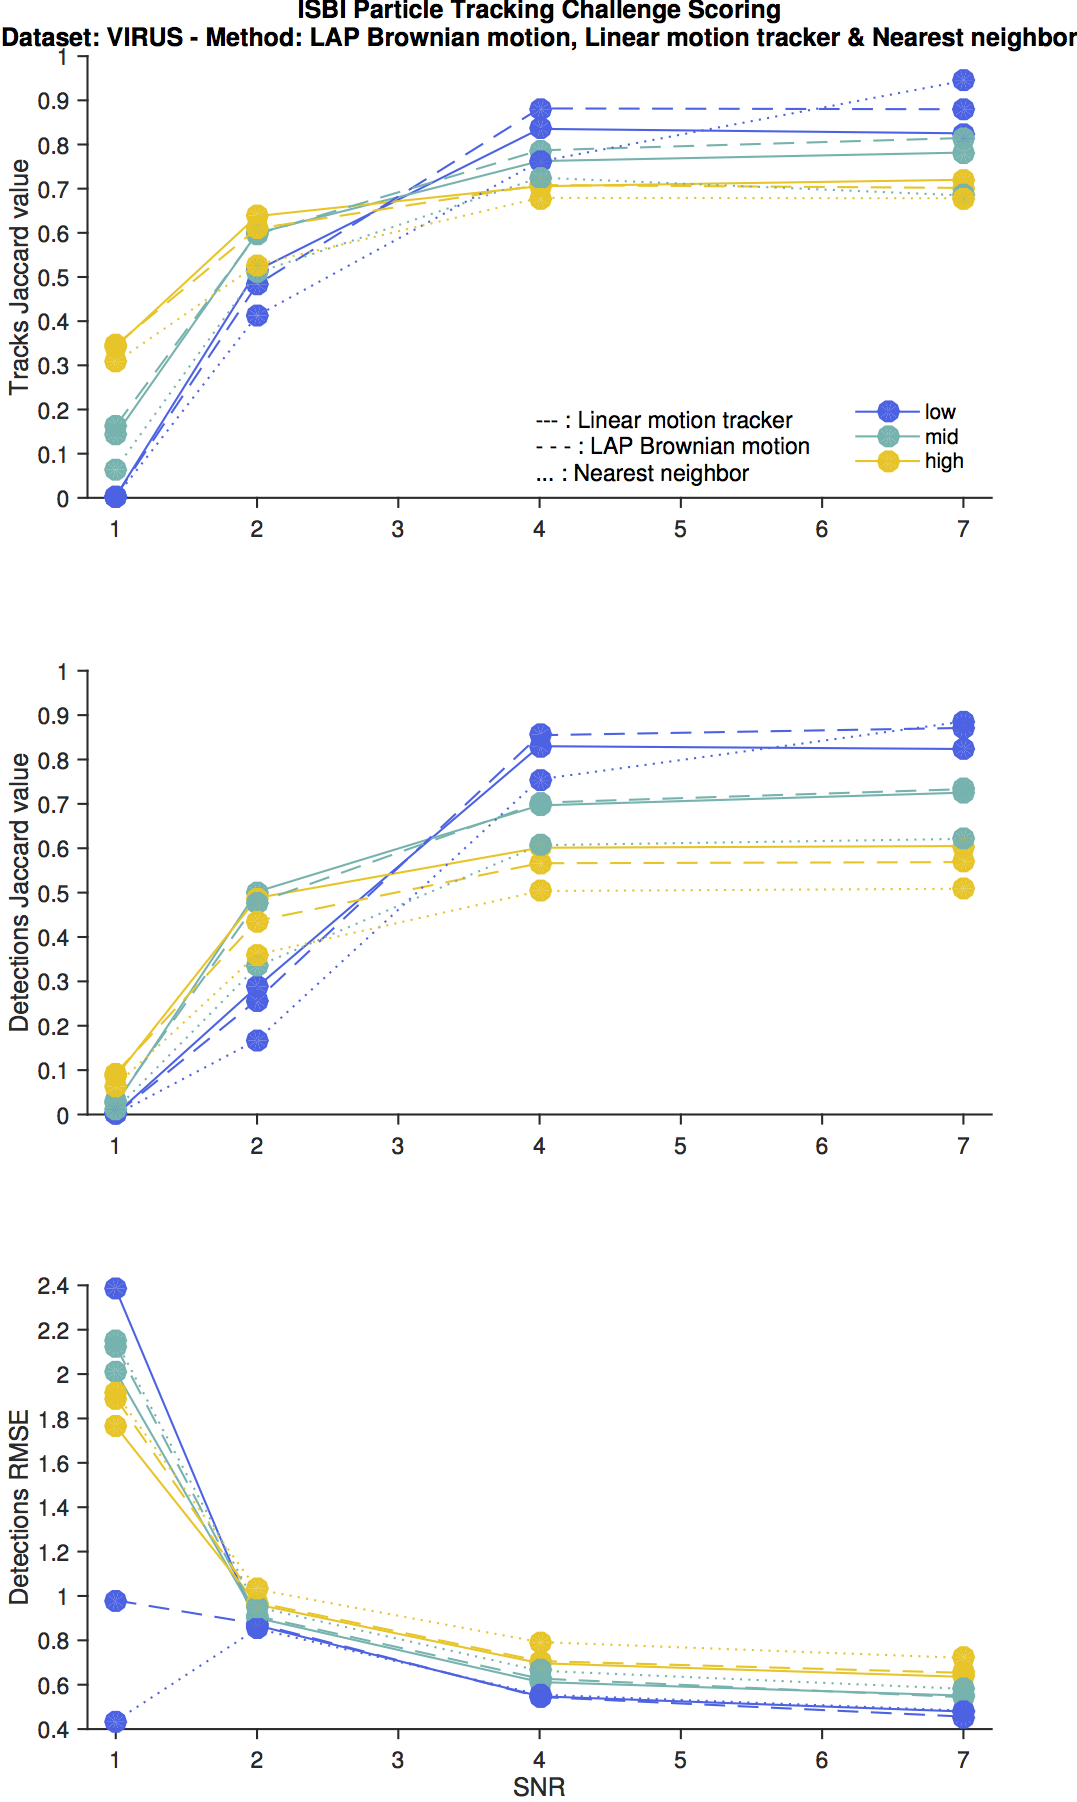 ISBI Particle Tracking Challenge Scoring
Dataset: VIRUS - Method: LAP Brownian motion, Linear motion tracker & Nearest neighbor
Tracks Jaccard value
1
0.9
0.8
0.7
0.6
0.5
0.4
0.3
0.2
0.1
0
--- : Linear motion tracker
- - - : LAP Brownian motion
... : Nearest neighbor
low
mid
high
1 2 3 4 5 6 7
Detections Jaccard value
1
0.9
0.8
0.7
0.6
0.5
0.4
0.3
0.2
0.1
0
1 2 3 4 5 6 7
Detections RMSE
2.4
2.2
2
1.8
1.6
1.4
1.2
1
0.8
0.6
0.4
1 2 3 4 5 6 7
SNR